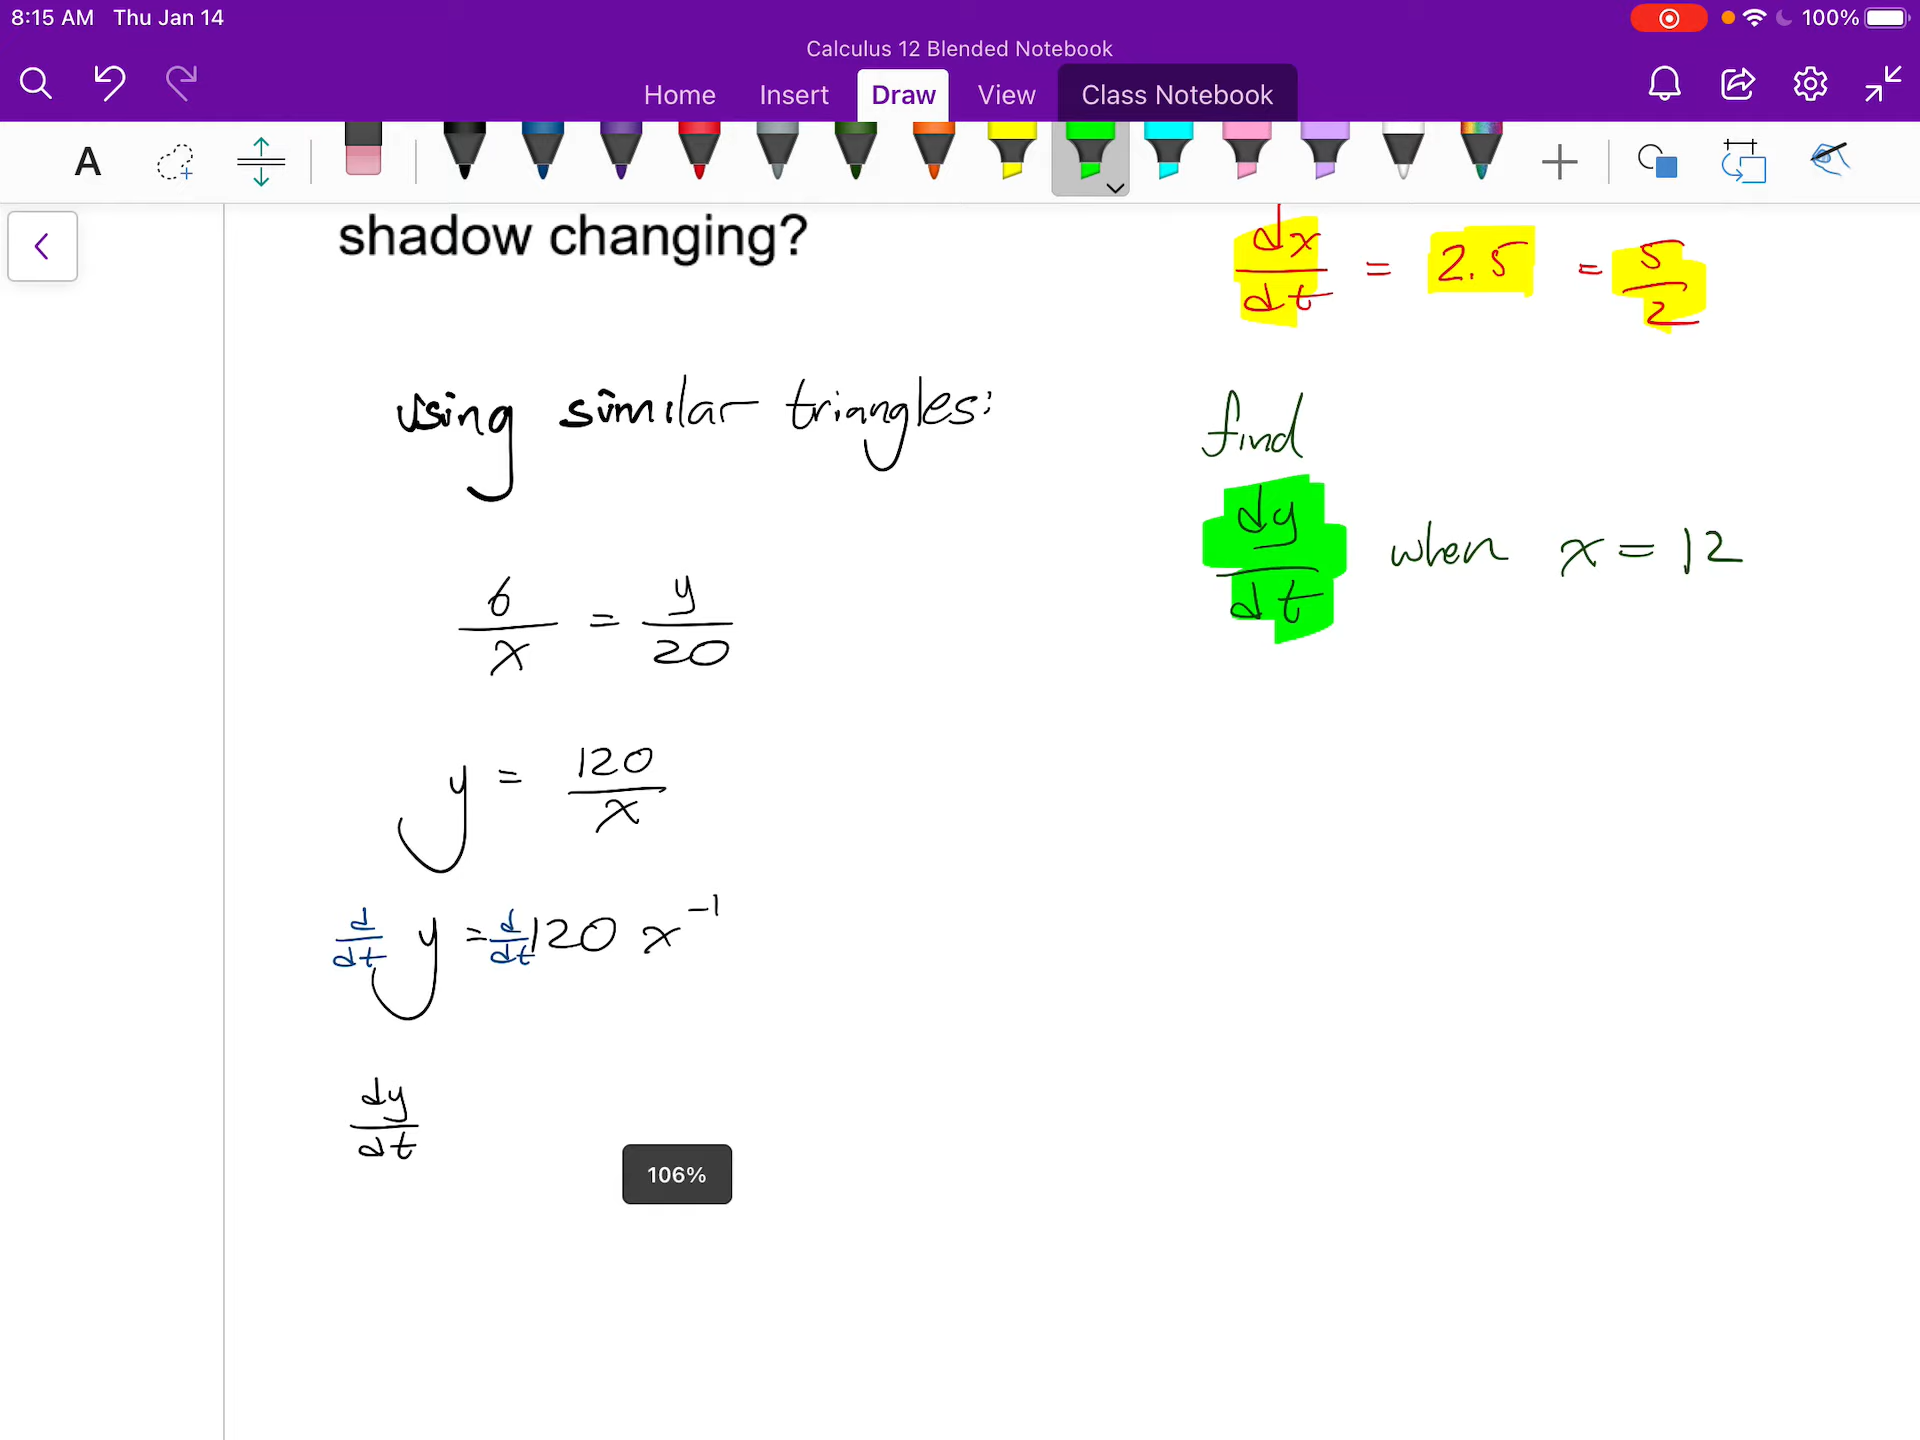 8:15 AM Thu Jan 14 100%
Calculus 12 Blended Notebook
Home Insert Draw View Class Notebook
A
shadow changing?
dx/dt = 2.5 = 5/2
using similar triangles:
find
dy/dt when x = 12
6/x = y/20
y = 120/x
d/dt y = d/dt 120 x^-1
dy/dt
106%